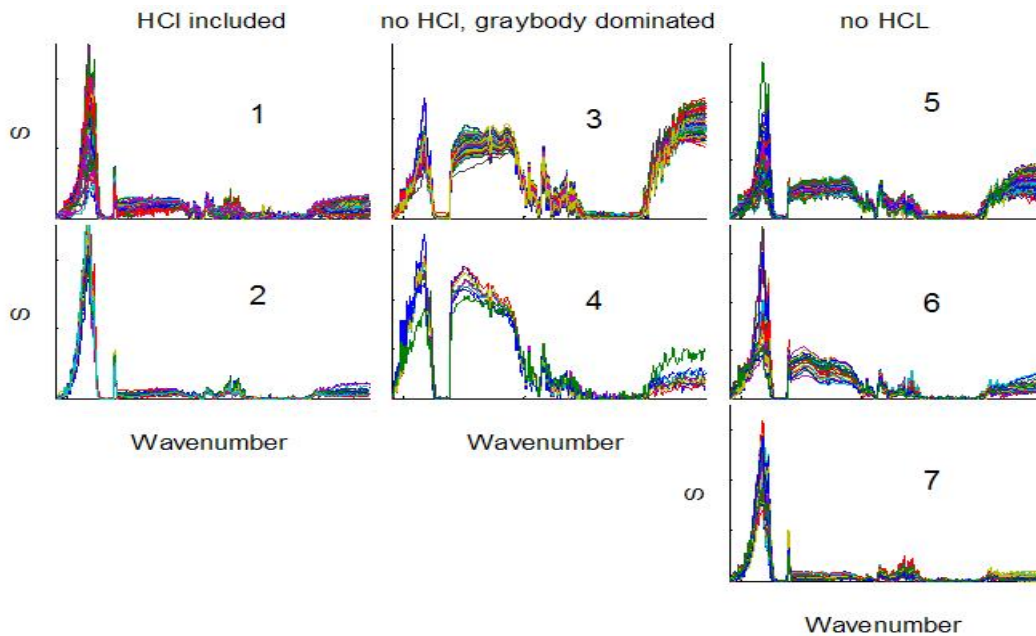 HCl included
no HCl, graybody dominated
no HCL
1
3
5
S
2
4
6
S
Wavenumber
Wavenumber
7
S
Wavenumber